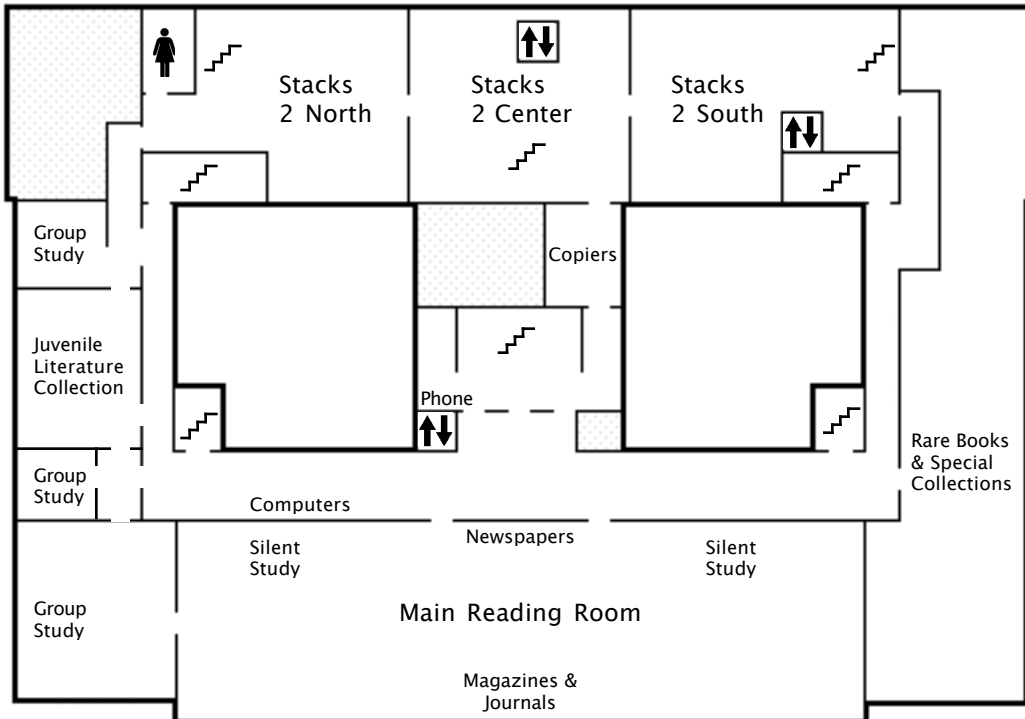 Stacks
2 North
Stacks
2 Center
Stacks
2 South
Group
Study
Copiers
Juvenile
Literature
Collection
Phone
Rare Books
& Special
Collections
Group
Study
Computers
Newspapers
Silent
Study
Silent
Study
Group
Study
Main Reading Room
Magazines &
Journals